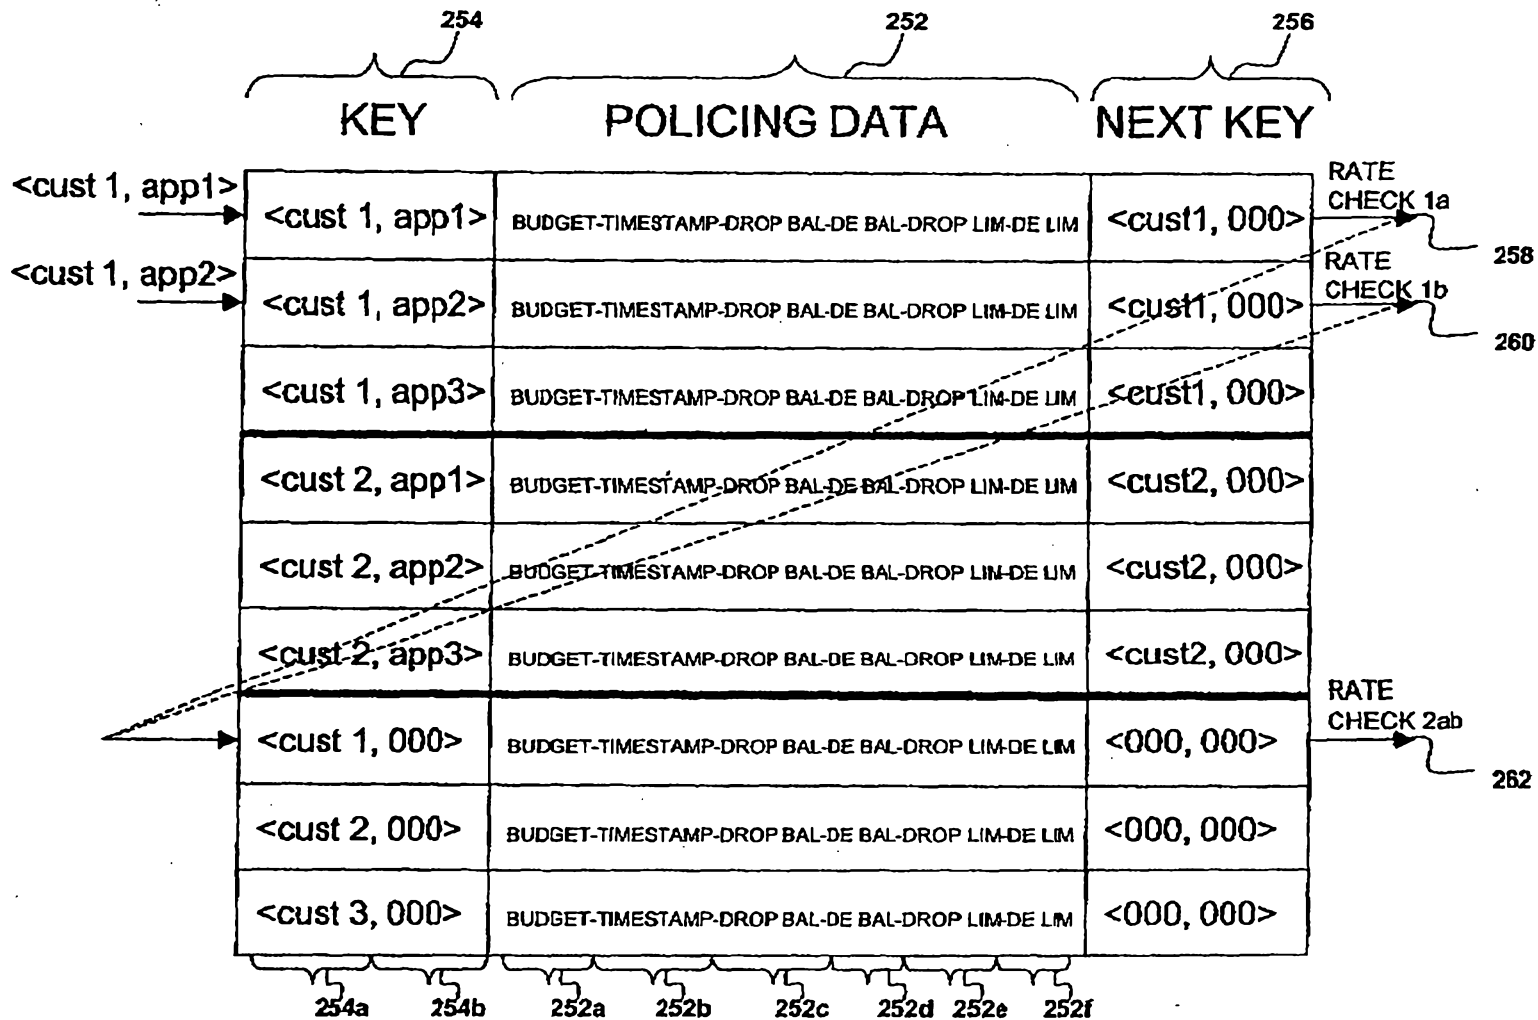 254 252 256
KEY POLICING DATA NEXT KEY
<cust 1, app1> <cust 1, app1> BUDGET-TIMESTAMP-DROP BAL-DE BAL-DROP LIM-DE LIM <cust1, 000> RATE CHECK 1a
258
<cust 1, app2> <cust 1, app2> BUDGET-TIMESTAMP-DROP BAL-DE BAL-DROP LIM-DE LIM <cust1, 000> RATE CHECK 1b
260
<cust 1, app3> BUDGET-TIMESTAMP-DROP BAL-DE BAL-DROP LIM-DE LIM <cust1, 000>
<cust 2, app1> BUDGET-TIMESTAMP-DROP BAL-DE BAL-DROP LIM-DE LIM <cust2, 000>
<cust 2, app2> BUDGET-TIMESTAMP-DROP BAL-DE BAL-DROP LIM-DE LIM <cust2, 000>
<cust 2, app3> BUDGET-TIMESTAMP-DROP BAL-DE BAL-DROP LIM-DE LIM <cust2, 000>
<cust 1, 000> BUDGET-TIMESTAMP-DROP BAL-DE BAL-DROP LIM-DE LIM <000, 000> RATE CHECK 2ab
262
<cust 2, 000> BUDGET-TIMESTAMP-DROP BAL-DE BAL-DROP LIM-DE LIM <000, 000>
<cust 3, 000> BUDGET-TIMESTAMP-DROP BAL-DE BAL-DROP LIM-DE LIM <000, 000>
254a 254b 252a 252b 252c 252d 252e 252f